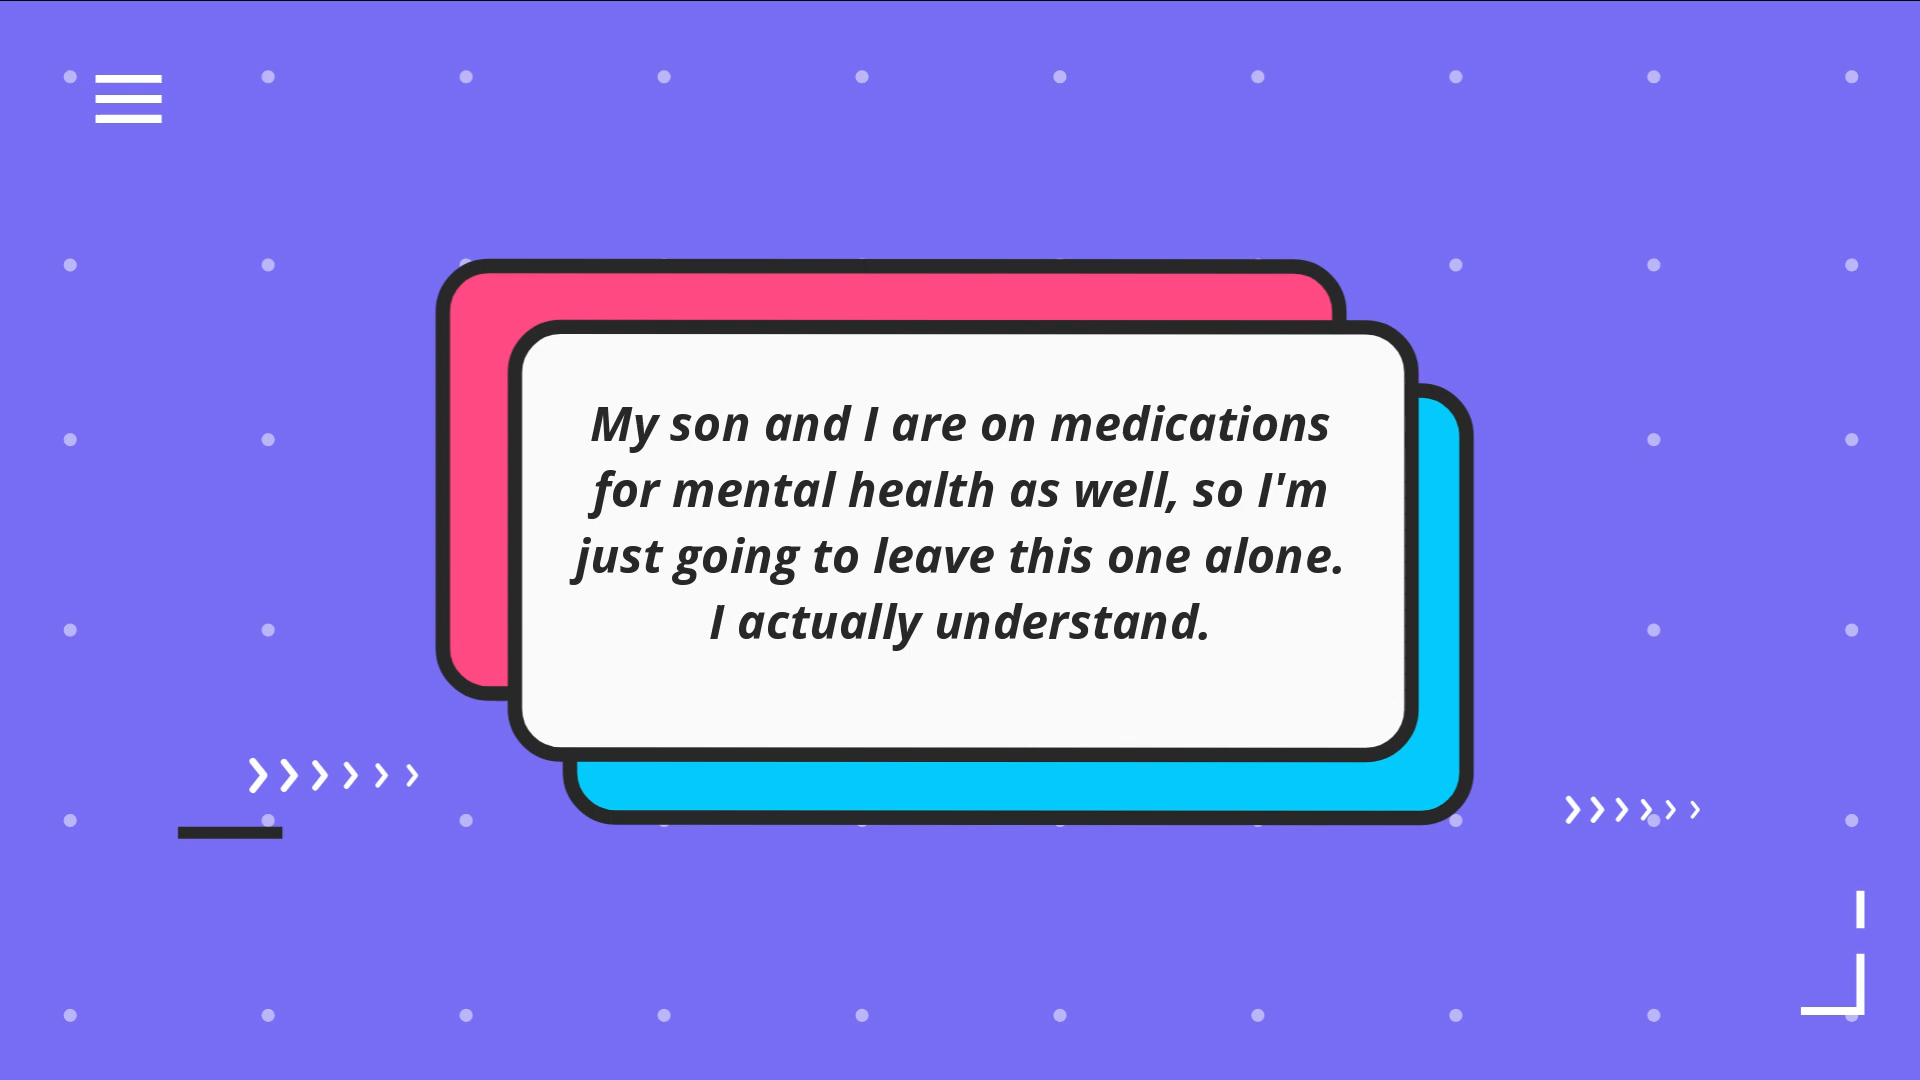 My son and I are on medications
for mental health as well, so I'm
just going to leave this one alone.
I actually understand.